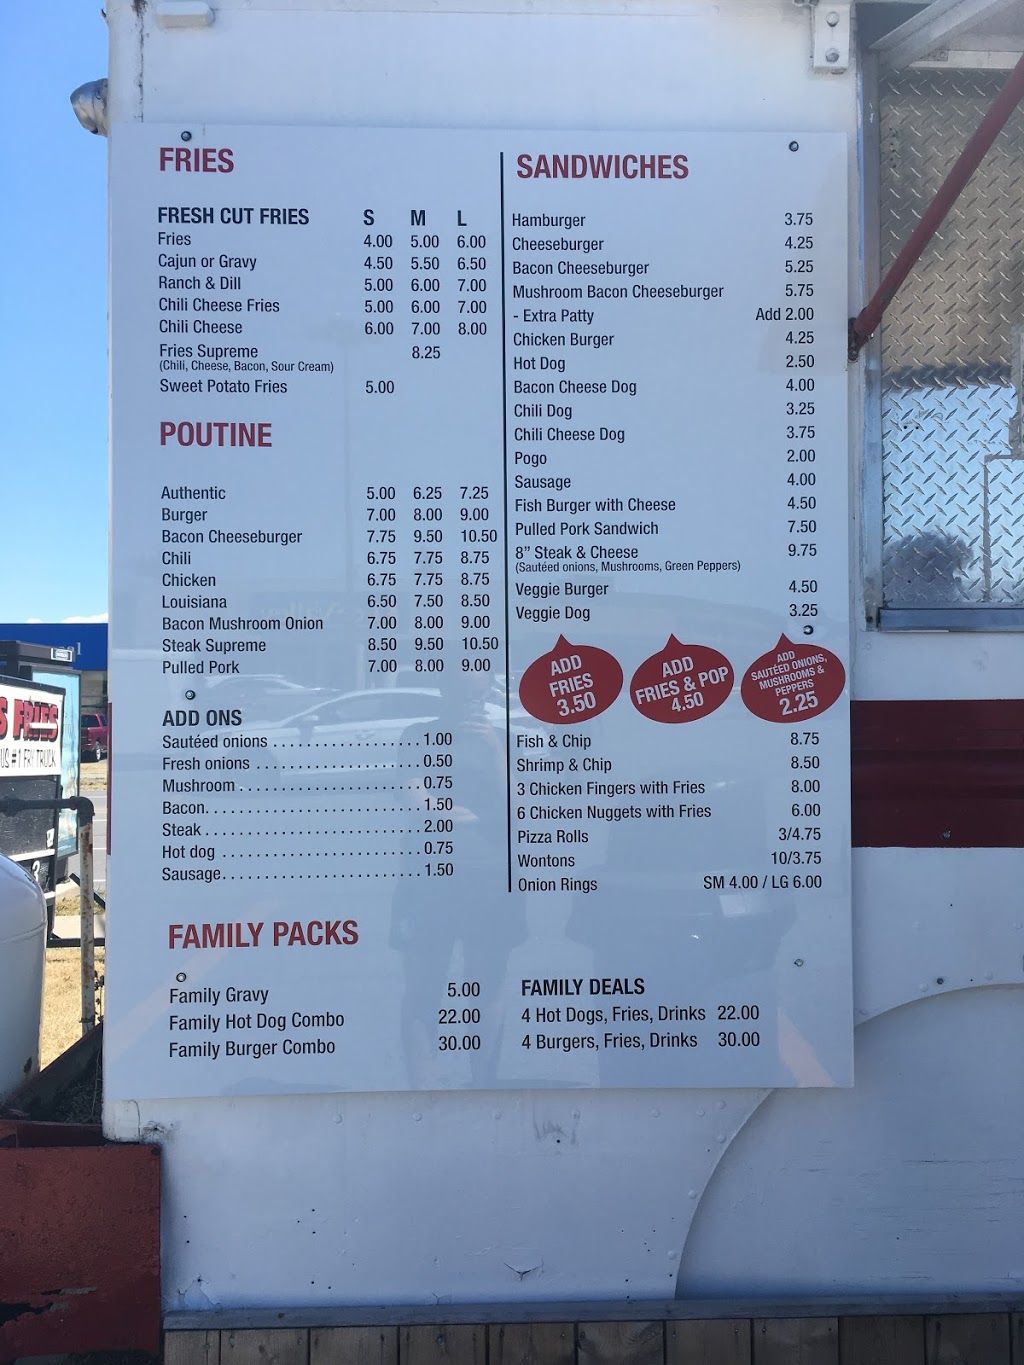 FRIES
FRESH CUT FRIES S M L
Fries 4.00 5.00 6.00
Cajun or Gravy 4.50 5.50 6.50
Ranch & Dill 5.00 6.00 7.00
Chili Cheese Fries 5.00 6.00 7.00
Chili Cheese 6.00 7.00 8.00
Fries Supreme 8.25
(Chili, Cheese, Bacon, Sour Cream)
Sweet Potato Fries 5.00
POUTINE
Authentic 5.00 6.25 7.25
Burger 7.00 8.00 9.00
Bacon Cheeseburger 7.75 9.50 10.50
Chili 6.75 7.75 8.75
Chicken 6.75 7.75 8.75
Louisiana 6.50 7.50 8.50
Bacon Mushroom Onion 7.00 8.00 9.00
Steak Supreme 8.50 9.50 10.50
Pulled Pork 7.00 8.00 9.00
ADD ONS
Sautéed onions ................. 1.00
Fresh onions ................... 0.50
Mushroom ..................... 0.75
Bacon......................... 1.50
Steak ......................... 2.00
Hot dog ....................... 0.75
Sausage....................... 1.50
SANDWICHES
Hamburger 3.75
Cheeseburger 4.25
Bacon Cheeseburger 5.25
Mushroom Bacon Cheeseburger 5.75
- Extra Patty Add 2.00
Chicken Burger 4.25
Hot Dog 2.50
Bacon Cheese Dog 4.00
Chili Dog 3.25
Chili Cheese Dog 3.75
Pogo 2.00
Sausage 4.00
Fish Burger with Cheese 4.50
Pulled Pork Sandwich 7.50
8” Steak & Cheese 9.75
(Sautéed onions, Mushrooms, Green Peppers)
Veggie Burger 4.50
Veggie Dog 3.25
ADD
FRIES
3.50
ADD
FRIES & POP
4.50
ADD
SAUTÉED ONIONS,
MUSHROOMS &
PEPPERS
2.25
Fish & Chip 8.75
Shrimp & Chip 8.50
3 Chicken Fingers with Fries 8.00
6 Chicken Nuggets with Fries 6.00
Pizza Rolls 3/4.75
Wontons 10/3.75
Onion Rings SM 4.00 / LG 6.00
FAMILY PACKS
Family Gravy 5.00
Family Hot Dog Combo 22.00
Family Burger Combo 30.00
FAMILY DEALS
4 Hot Dogs, Fries, Drinks 22.00
4 Burgers, Fries, Drinks 30.00
FRIES
#1 FRY TRUCK